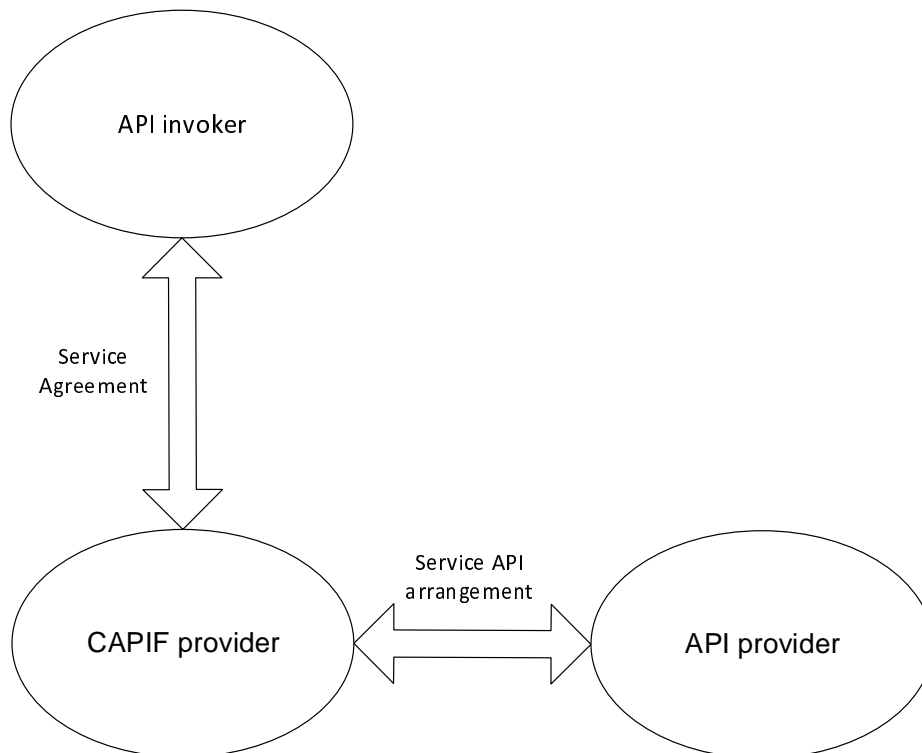 API invoker
Service
Agreement
Service API
arrangement
CAPIF provider
API provider